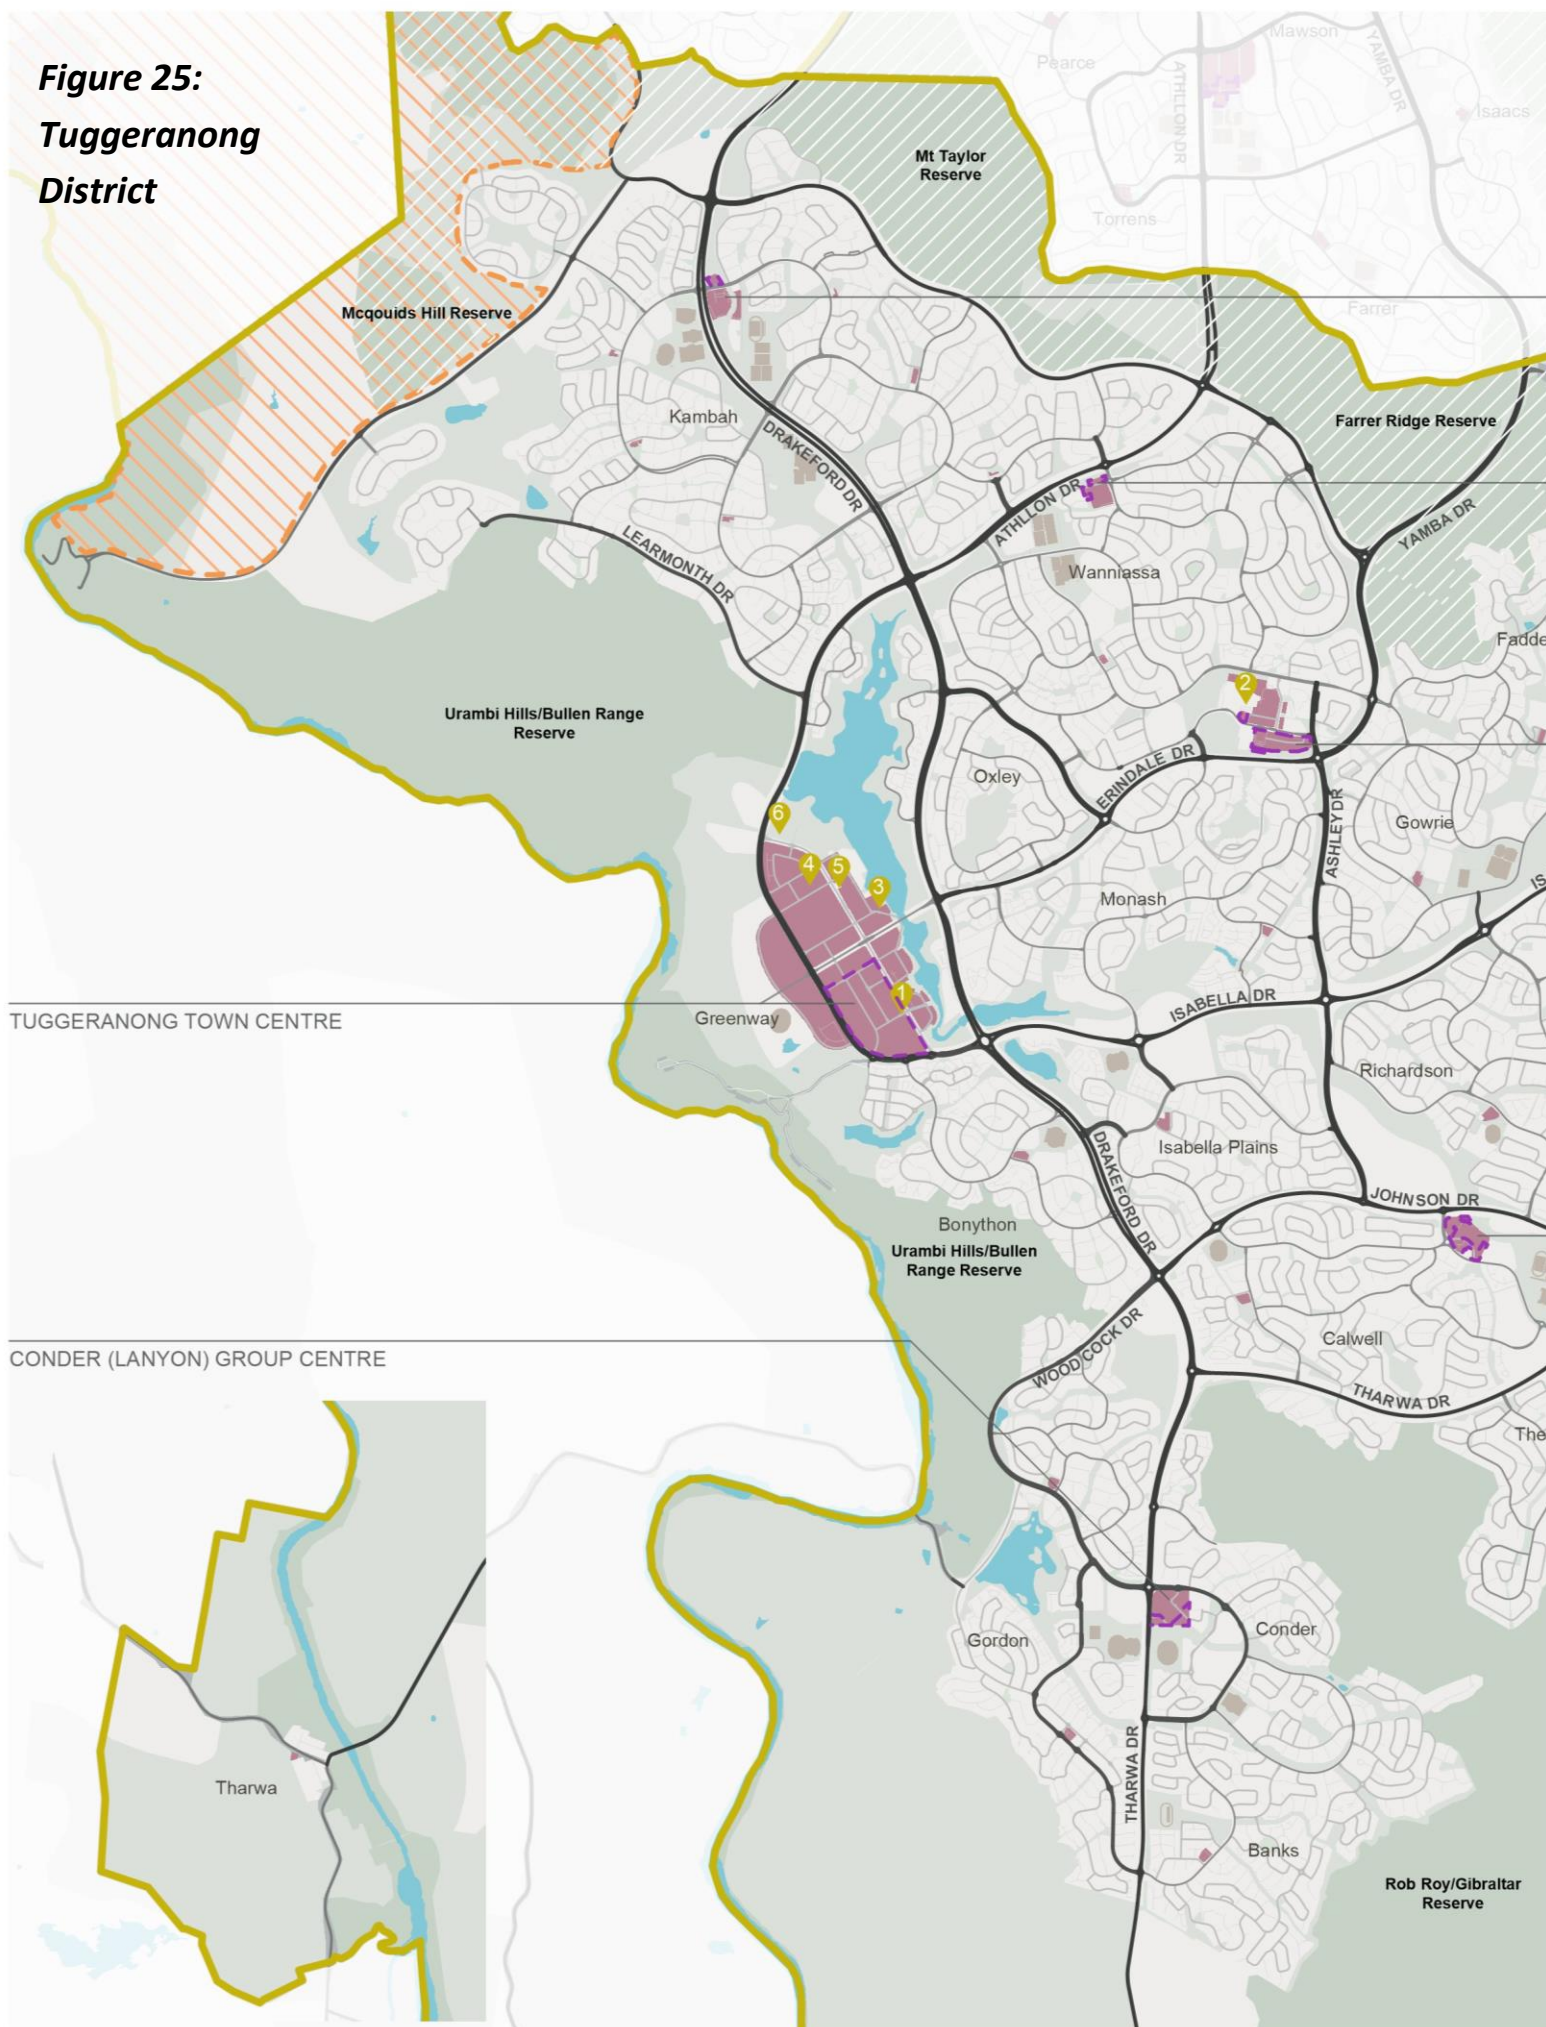 Figure 25:
Tuggeranong
District
Mawson
Pearce
ATHLLON DR
YAMBA DR
Isaacs
Mt Taylor
Reserve
Torrens
Mcqouids Hill Reserve
Farrer
Kambah
DRAKEFORD DR
Farrer Ridge Reserve
ATHLLON DR
YAMBA DR
LEARMONTH DR
Wanniassa
Fadde
2
Urambi Hills/Bullen Range
Reserve
Oxley
ERINDALE DR
6
ASHLEY DR
Gowrie
4
5
3
IS
Monash
1
ISABELLA DR
TUGGERANONG TOWN CENTRE
Greenway
Richardson
Isabella Plains
DRAKEFORD DR
JOHNSON DR
Bonython
Urambi Hills/Bullen
Range Reserve
WOOD COCK DR
Calwell
CONDER (LANYON) GROUP CENTRE
THARWA DR
The
Gordon
Conder
THARWA DR
Tharwa
Banks
Rob Roy/Gibraltar
Reserve